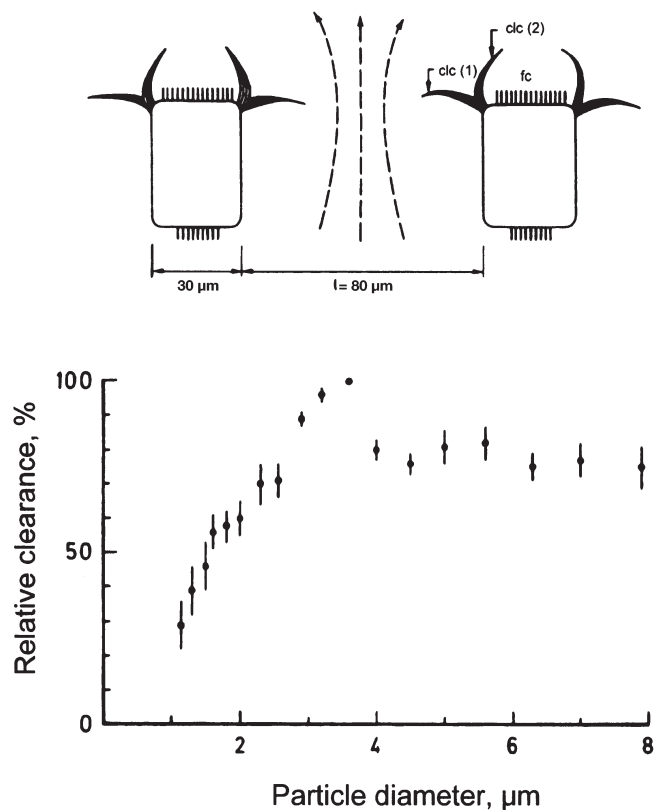 clc (2)
clc (1)
fc
30 µm
l = 80 µm
Relative clearance, %
100
50
0
2
4
6
8
Particle diameter, µm